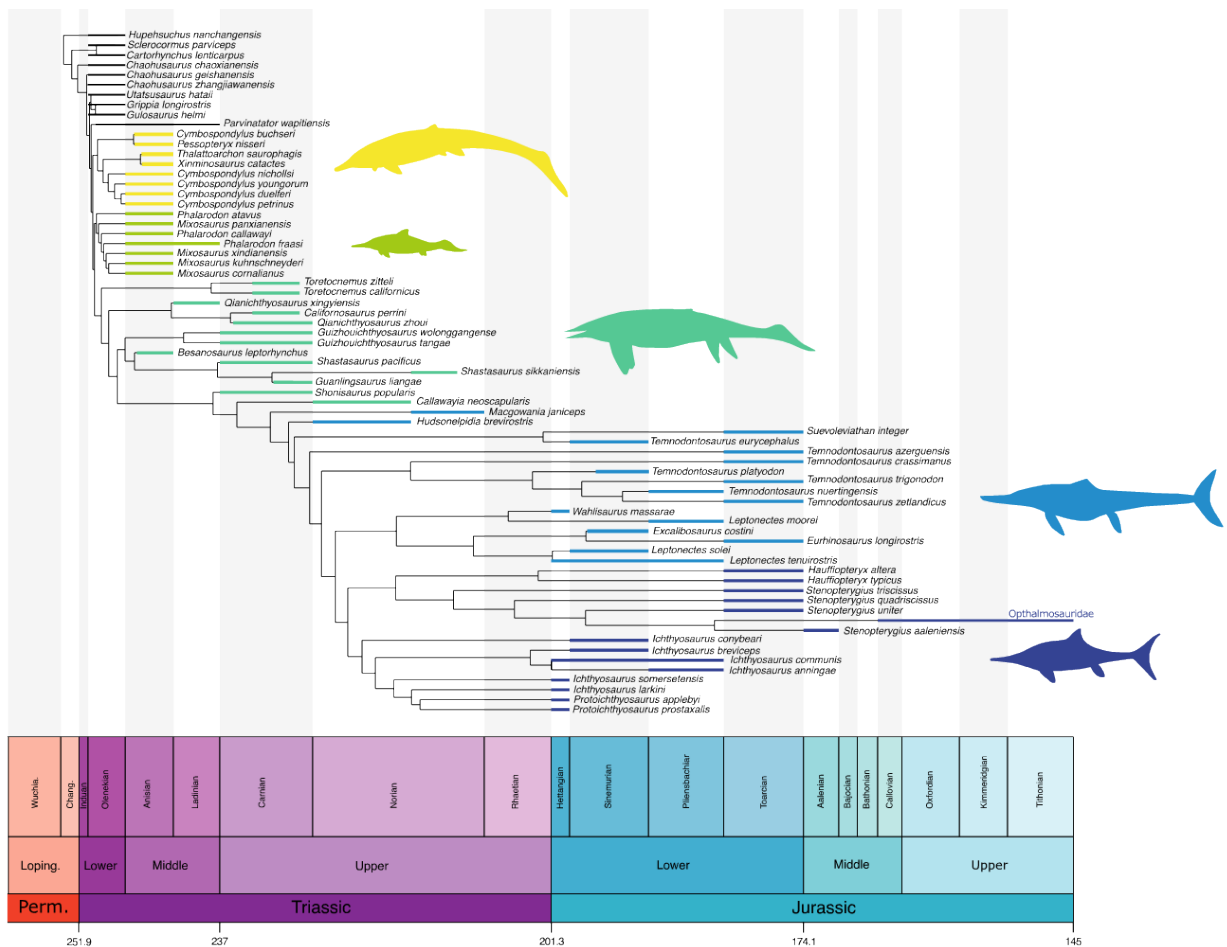 Hupehsuchus nanchangensis
Sclerocormus parviceps
Cartorhynchus lenticarpus
Chaohusaurus chaoxianensis
Chaohusaurus geishanensis
Chaohusaurus zhangjiawanensis
Utatsusaurus hataii
Grippia longirostris
Gulosaurus helmi
Parvinatator wapitiensis
Cymbospondylus buchseri
Pessopteryx nisseri
Thalattoarchon saurophagis
Xinminosaurus catactes
Cymbospondylus nichollsi
Cymbospondylus youngorum
Cymbospondylus duelferi
Cymbospondylus petrinus
Phalarodon atavus
Mixosaurus panxianensis
Phalarodon callawayi
Phalarodon fraasi
Mixosaurus xindianensis
Mixosaurus kuhnschneyderi
Mixosaurus cornalianus
Toretocnemus zitteli
Toretocnemus californicus
Qianichthyosaurus xingyiensis
Californosaurus perrini
Qianichthyosaurus zhoui
Guizhouichthyosaurus wolonggangense
Guizhouichthyosaurus tangae
Besanosaurus leptorhynchus
Shastasaurus pacificus
Shastasaurus sikkaniensis
Guanlingsaurus liangae
Shonisaurus popularis
Callawayia neoscapularis
Macgowania janiceps
Hudsonelpidia brevirostris
Suevoleviathan integer
Temnodontosaurus eurycephalus
Temnodontosaurus azerguensis
Temnodontosaurus crassimanus
Temnodontosaurus platyodon
Temnodontosaurus trigonodon
Temnodontosaurus nuertingensis
Temnodontosaurus zetlandicus
Wahlisaurus massarae
Leptonectes moorei
Excalibosaurus costini
Eurhinosaurus longirostris
Leptonectes solei
Leptonectes tenuirostris
Hauffiopteryx altera
Hauffiopteryx typicus
Stenopterygius triscissus
Stenopterygius quadriscissus
Stenopterygius uniter
Opthalmosauridae
Stenopterygius aaleniensis
Ichthyosaurus conybeari
Ichthyosaurus breviceps
Ichthyosaurus communis
Ichthyosaurus anningae
Ichthyosaurus somersetensis
Ichthyosaurus larkini
Protoichthyosaurus applebyi
Protoichthyosaurus prostaxalis
Wuchia. Chang. Induan Olenekian Anisian Ladinian Carnian Norian Rhaetian Hettangian Sinemurian Pliensbachian Toarcian Aalenian Bajocian Bathonian Callovian Oxfordian Kimmeridgian Tithonian
Loping. Lower Middle Upper Lower Middle Upper
Perm. Triassic Jurassic
251.9 237 201.3 174.1 145